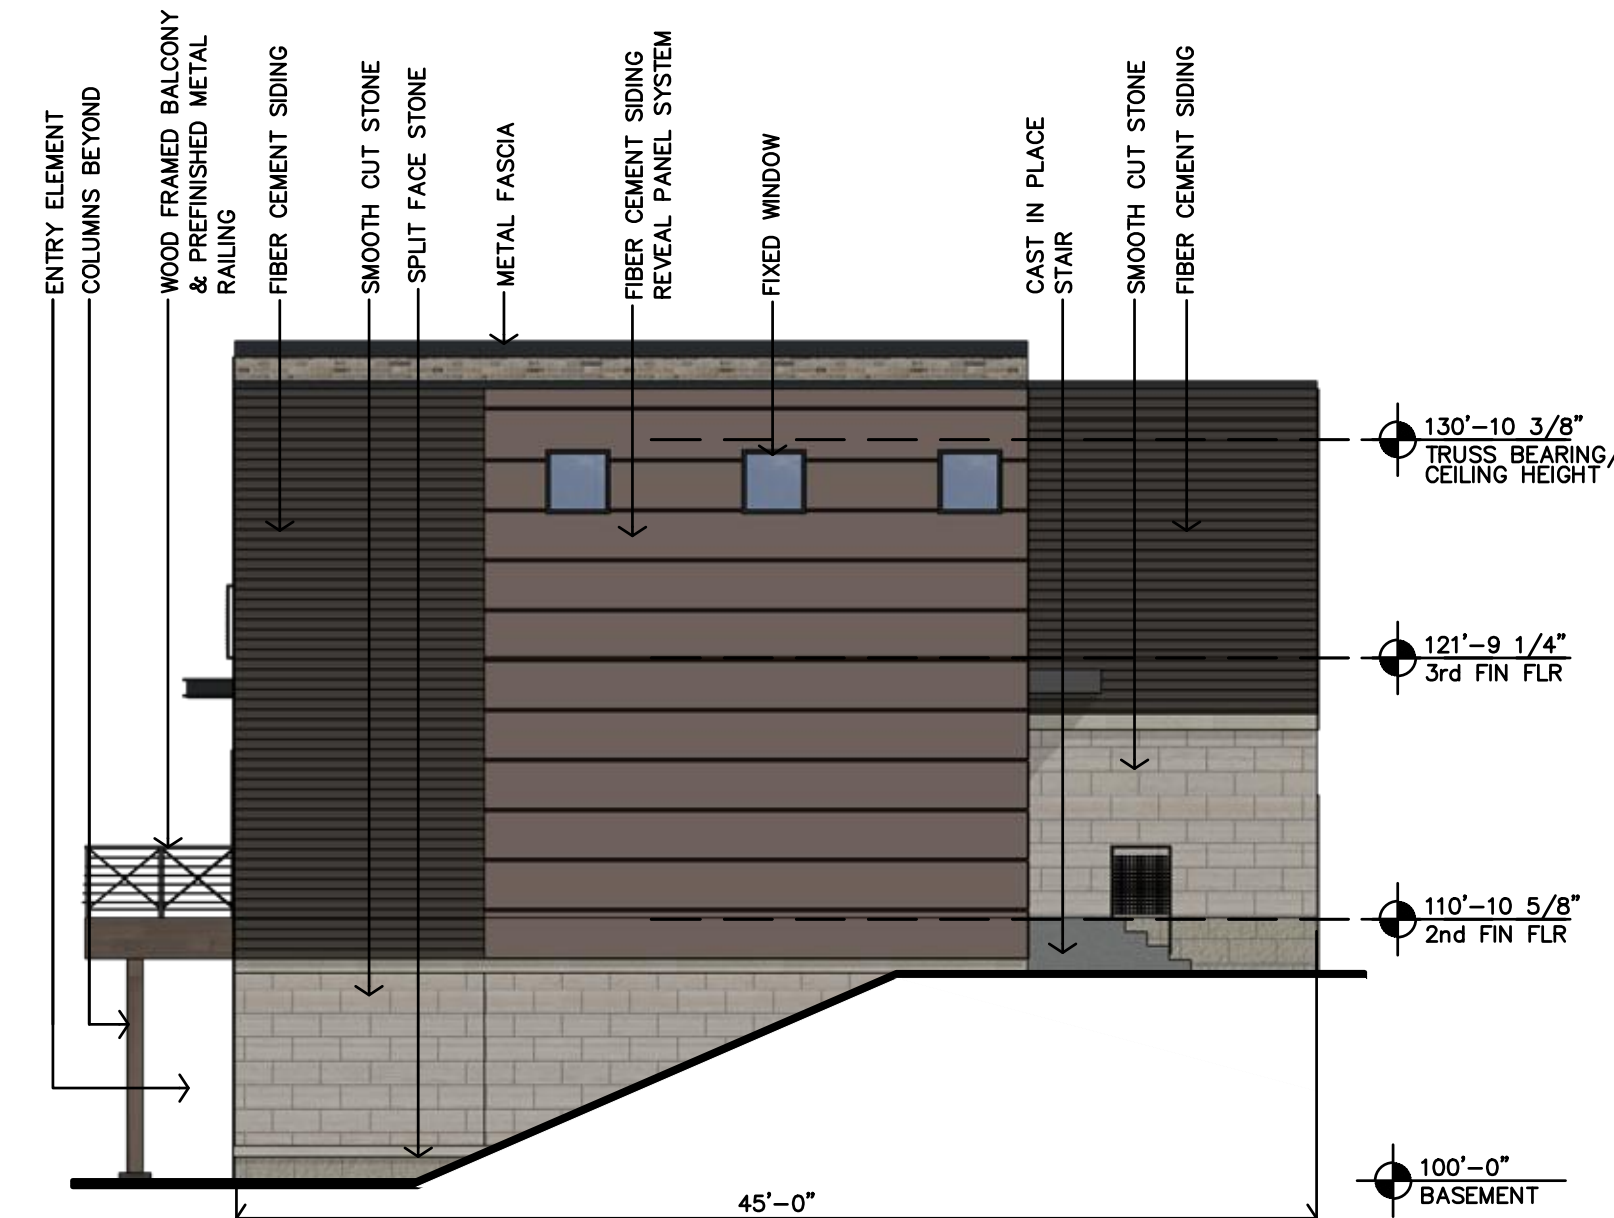 ENTRY ELEMENT
COLUMNS BEYOND
WOOD FRAMED BALCONY
& PREFINISHED METAL
RAILING
FIBER CEMENT SIDING
SMOOTH CUT STONE
SPLIT FACE STONE
METAL FASCIA
FIBER CEMENT SIDING
REVEAL PANEL SYSTEM
FIXED WINDOW
CAST IN PLACE
STAIR
SMOOTH CUT STONE
FIBER CEMENT SIDING
130'-10 3/8"
TRUSS BEARING/
CEILING HEIGHT
121'-9 1/4"
3rd FIN FLR
110'-10 5/8"
2nd FIN FLR
100'-0"
BASEMENT
45'-0"